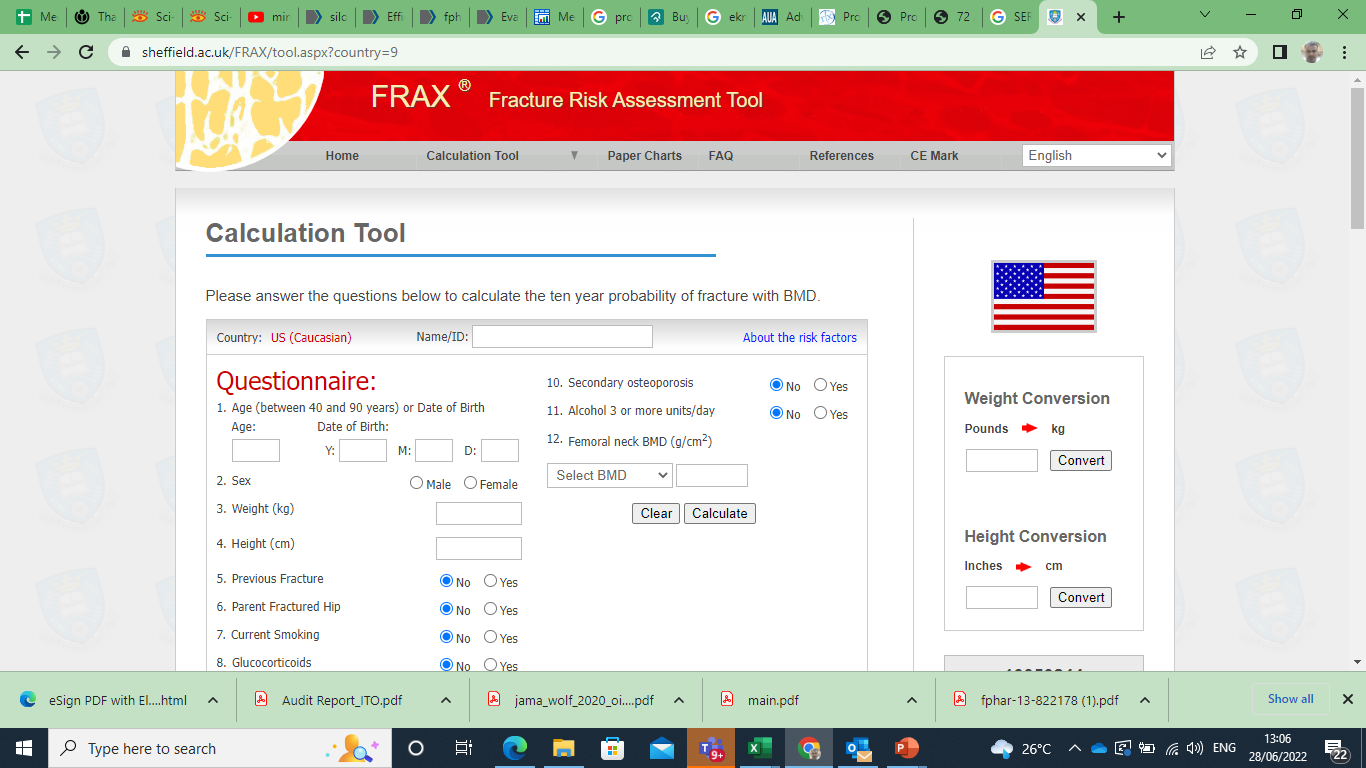 Me
Tha
Sci-
Sci-
mir
silo
Effi
fph
Eva
Me
pro
Buy
ekr
AUA
Ad
Pro
Pro
72
SER
sheffield.ac.uk/FRAX/tool.aspx?country=9
FRAX ® Fracture Risk Assessment Tool
Home Calculation Tool ▼ Paper Charts FAQ References CE Mark English
Calculation Tool
Please answer the questions below to calculate the ten year probability of fracture with BMD.
Country: US (Caucasian) Name/ID: About the risk factors
Questionnaire:
1. Age (between 40 and 90 years) or Date of Birth
Age: Date of Birth:
Y: M: D:
2. Sex Male Female
3. Weight (kg)
4. Height (cm)
5. Previous Fracture No Yes
6. Parent Fractured Hip No Yes
7. Current Smoking No Yes
8. Glucocorticoids No Yes
10. Secondary osteoporosis No Yes
11. Alcohol 3 or more units/day No Yes
12. Femoral neck BMD (g/cm²)
Select BMD
Clear Calculate
Weight Conversion
Pounds kg
Convert
Height Conversion
Inches cm
Convert
eSign PDF with El....html
Audit Report_ITO.pdf
jama_wolf_2020_oi....pdf
main.pdf
fphar-13-822178 (1).pdf
Show all
Type here to search
9+
26°C
ENG
13:06
28/06/2022
22